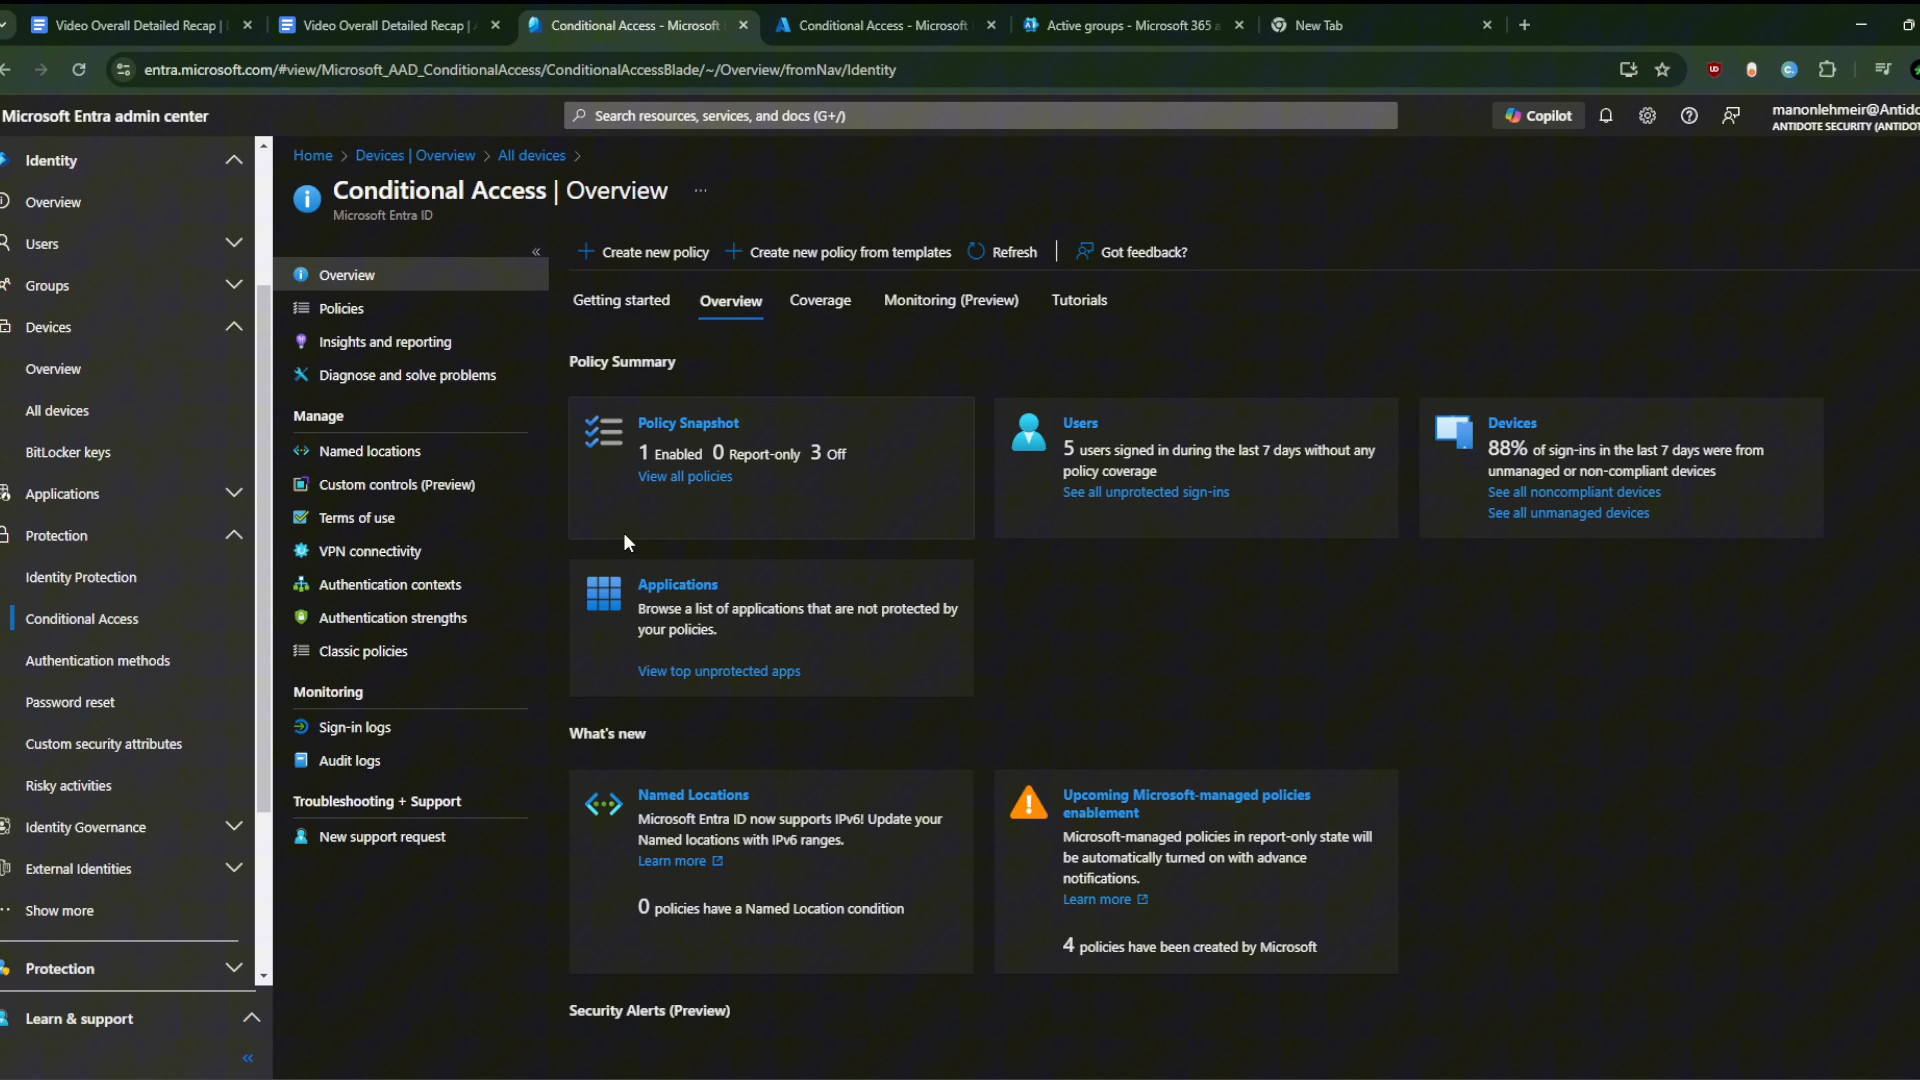 Video Overall Detailed Recap |
Video Overall Detailed Recap |
Conditional Access - Microsoft
Conditional Access - Microsoft
Active groups - Microsoft 365 a
New Tab
entra.microsoft.com/#view/Microsoft_AAD_ConditionalAccess/ConditionalAccessBlade/~/Overview/fromNav/Identity
Microsoft Entra admin center
Search resources, services, and docs (G+/)
Copilot
manonlehmeir@Antido
ANTIDOTE SECURITY (ANTIDOT
Identity
Overview
Users
Groups
Devices
Overview
All devices
BitLocker keys
Applications
Protection
Identity Protection
Conditional Access
Authentication methods
Password reset
Custom security attributes
Risky activities
Identity Governance
External Identities
Show more
Protection
Learn & support
Home > Devices | Overview > All devices >
Conditional Access | Overview ...
Microsoft Entra ID
Overview
Policies
Insights and reporting
Diagnose and solve problems
Manage
Named locations
Custom controls (Preview)
Terms of use
VPN connectivity
Authentication contexts
Authentication strengths
Classic policies
Monitoring
Sign-in logs
Audit logs
Troubleshooting + Support
New support request
Create new policy
Create new policy from templates
Refresh
Got feedback?
Getting started
Overview
Coverage
Monitoring (Preview)
Tutorials
Policy Summary
Policy Snapshot
1 Enabled 0 Report-only 3 Off
View all policies
Users
5 users signed in during the last 7 days without any
policy coverage
See all unprotected sign-ins
Devices
88% of sign-ins in the last 7 days were from
unmanaged or non-compliant devices
See all noncompliant devices
See all unmanaged devices
Applications
Browse a list of applications that are not protected by
your policies.
View top unprotected apps
What's new
Named Locations
Microsoft Entra ID now supports IPv6! Update your
Named locations with IPv6 ranges.
Learn more
0 policies have a Named Location condition
Upcoming Microsoft-managed policies
enablement
Microsoft-managed policies in report-only state will
be automatically turned on with advance
notifications.
Learn more
4 policies have been created by Microsoft
Security Alerts (Preview)